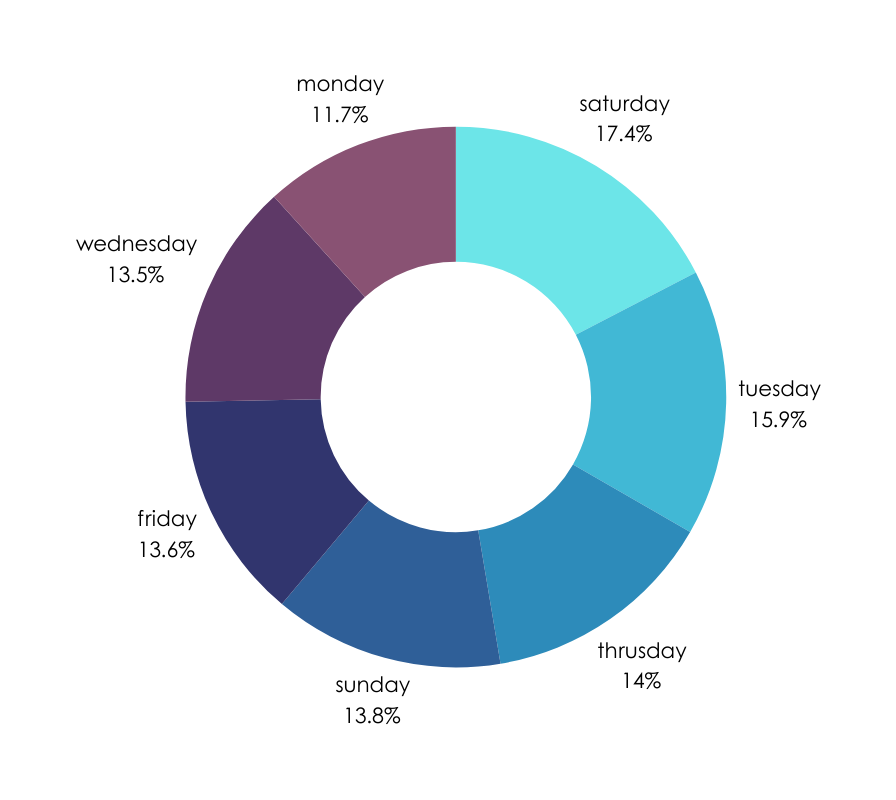 monday
11.7%
saturday
17.4%
wednesday
13.5%
tuesday
15.9%
friday
13.6%
thrusday
14%
sunday
13.8%